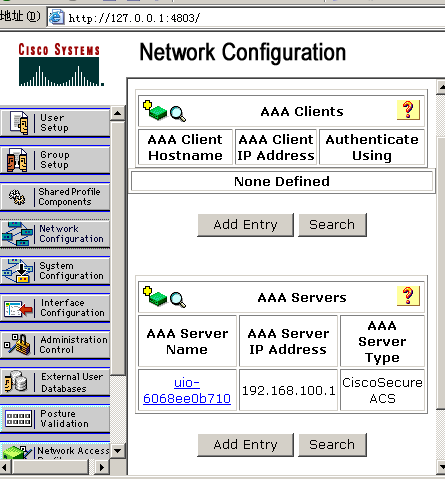 地址(D) http://127.0.0.1:4803/
CISCO SYSTEMS
Network Configuration
User
Setup
Group
Setup
Shared Profile
Components
Network
Configuration
System
Configuration
Interface
Configuration
Administration
Control
External User
Databases
Posture
Validation
Network Access
AAA Clients
?
AAA Client
Hostname
AAA Client
IP Address
Authenticate
Using
None Defined
Add Entry
Search
AAA Servers
?
AAA Server
Name
AAA Server
IP Address
AAA
Server
Type
uio-
6068ee0b710
192.168.100.1
CiscoSecure
ACS
Add Entry
Search